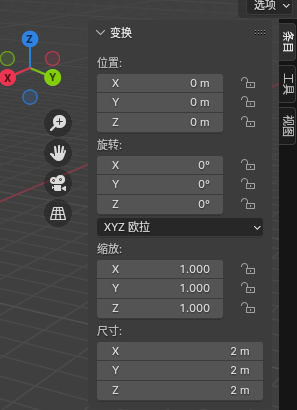 选项
变换
位置:
X 0 m
Y 0 m
Z 0 m
旋转:
X 0°
Y 0°
Z 0°
XYZ 欧拉
缩放:
X 1.000
Y 1.000
Z 1.000
尺寸:
X 2 m
Y 2 m
Z 2 m
条目
工具
视图
Z
X
Y